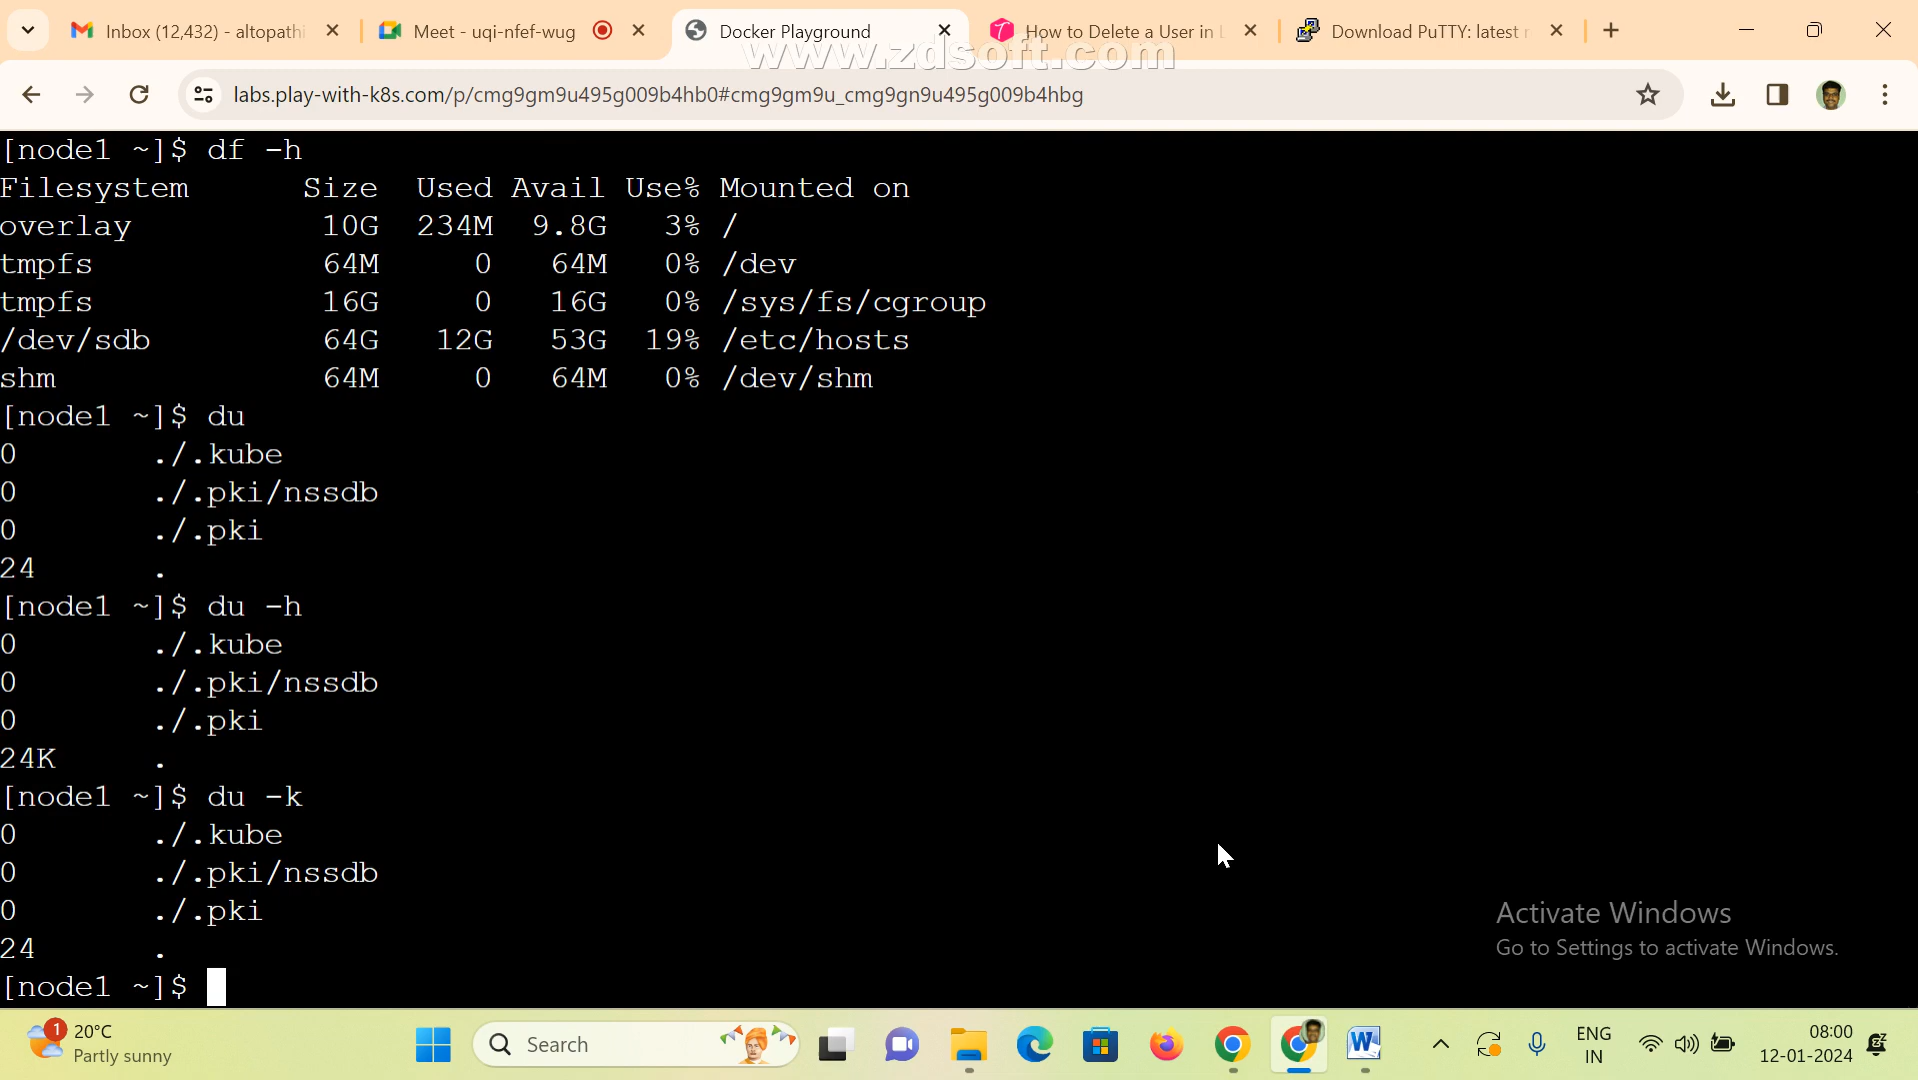 Inbox (12,432) - altopathi
Meet - uqi-nfef-wug
Docker Playground
How to Delete a User in L
Download PuTTY: latest r
www.zdsoft.com
labs.play-with-k8s.com/p/cmg9gm9u495g009b4hb0#cmg9gm9u_cmg9gn9u495g009b4hbg
[node1 ~]$ df -h
Filesystem Size Used Avail Use% Mounted on
overlay 10G 234M 9.8G 3% /
tmpfs 64M 0 64M 0% /dev
tmpfs 16G 0 16G 0% /sys/fs/cgroup
/dev/sdb 64G 12G 53G 19% /etc/hosts
shm 64M 0 64M 0% /dev/shm
[node1 ~]$ du
0 ./.kube
0 ./.pki/nssdb
0 ./.pki
24 .
[node1 ~]$ du -h
0 ./.kube
0 ./.pki/nssdb
0 ./.pki
24K .
[node1 ~]$ du -k
0 ./.kube
0 ./.pki/nssdb
0 ./.pki
24 .
[node1 ~]$
Activate Windows
Go to Settings to activate Windows.
1
20°C
Partly sunny
Search
ENG
IN
08:00
12-01-2024